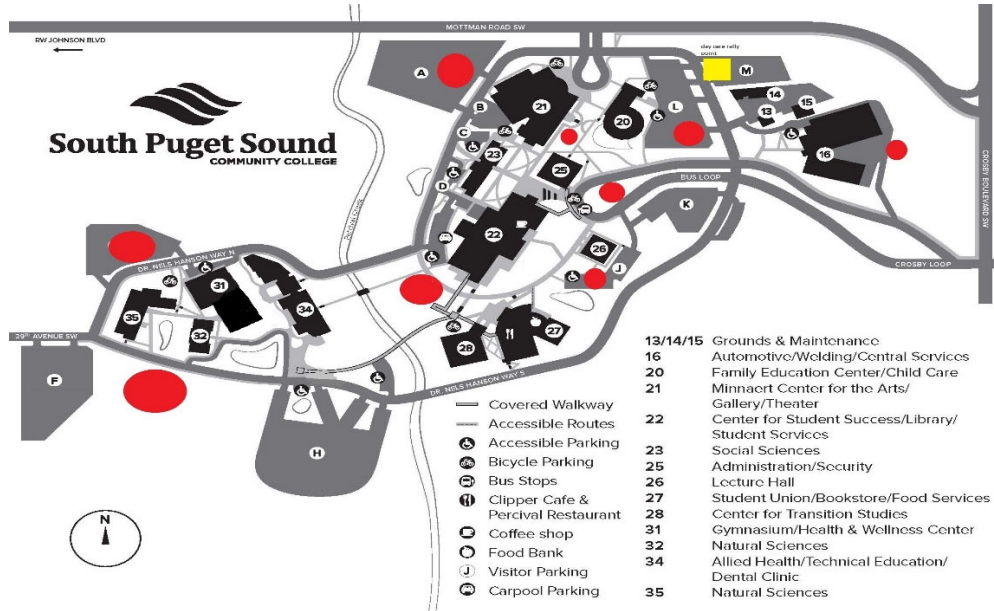 MOTTMAN ROAD SW
RW JOHNSON BLVD
day care rally
point
A
M
B
L
14
13
15
21
20
C
16
23
25
D
BUS LOOP
CROSBY BOULEVARD SW
South Puget Sound
COMMUNITY COLLEGE
Percival Creek
K
22
26
J
CROSBY LOOP
DR. NELS HANSON WAY N
31
34
35
32
27
28
29TH AVENUE SW
F
DR. NELS HANSON WAY S
H
N
Covered Walkway
Accessible Routes
Accessible Parking
Bicycle Parking
Bus Stops
Clipper Cafe &
Percival Restaurant
Coffee shop
Food Bank
J Visitor Parking
Carpool Parking
13/14/15 Grounds & Maintenance
16 Automotive/Welding/Central Services
20 Family Education Center/Child Care
21 Minnaert Center for the Arts/
Gallery/Theater
22 Center for Student Success/Library/
Student Services
23 Social Sciences
25 Administration/Security
26 Lecture Hall
27 Student Union/Bookstore/Food Services
28 Center for Transition Studies
31 Gymnasium/Health & Wellness Center
32 Natural Sciences
34 Allied Health/Technical Education/
Dental Clinic
35 Natural Sciences